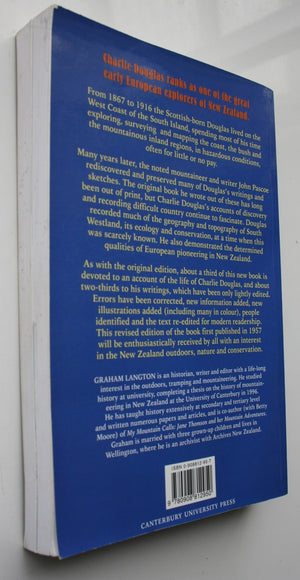 Charlie Douglas ranks as one of the great
early European explorers of New Zealand.
From 1867 to 1916 the Scottish-born Douglas lived on the
West Coast of the South Island, spending most of his time
exploring, surveying and mapping the coast, the bush and
the mountainous inland regions, in hazardous conditions,
often for little or no pay.
Many years later, the noted mountaineer and writer John Pascoe
rediscovered and preserved many of Douglas's writings and
sketches. The original book he wrote out of these has long
been out of print, but Charlie Douglas's accounts of discovery
and recording difficult country continue to fascinate. Douglas
recorded much of the geography and topography of South
Westland, its ecology and conservation, at a time when this
was scarcely known. He also demonstrated the determined
qualities of European pioneering in New Zealand.
As with the original edition, about a third of this new book is
devoted to an account of the life of Charlie Douglas, and about
two-thirds to his writings, which have been only lightly edited.
Errors have been corrected, new information added, new
illustrations added (including many in colour), people
identified and the text re-edited for modern readership.
This revised edition of the book first published in 1957
will be enthusiastically received by all with an interest
in the New Zealand outdoors, nature and conservation.
GRAHAM LANGTON is an historian, writer and editor with a life-long
interest in the outdoors, tramping and mountaineering. He studied
history at university, completing a thesis on the history of mountain-
eering in New Zealand at the University of Canterbury in 1996.
He has taught history extensively at secondary and tertiary level
and written numerous papers and articles, and is co-author (with Betty
Moore) of My Mountain Calls: Jane Thomson and her Mountain Adventures.
Graham is married with three grown-up children and lives in
Wellington, where he is an archivist with Archives New Zealand.
ISBN 0-908812-95-7
9 780908 812950
CANTERBURY UNIVERSITY PRESS